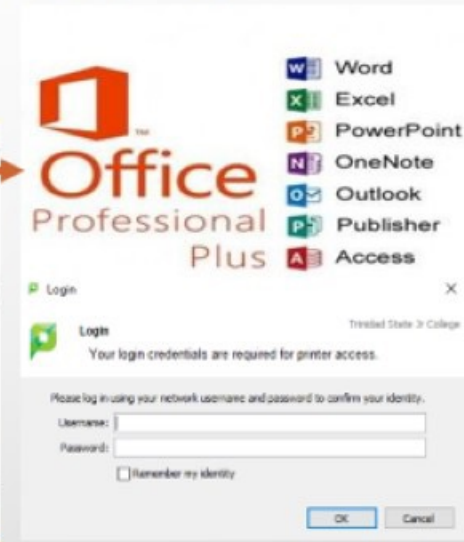 Office
TM
Professional
Plus
Word
Excel
PowerPoint
OneNote
Outlook
Publisher
Access
Login
Login
Trinidad State Jr College
Your login credentials are required for printer access.
Please log in using your network username and password to confirm your identity.
Username:
Password:
Remember my identity
OK
Cancel